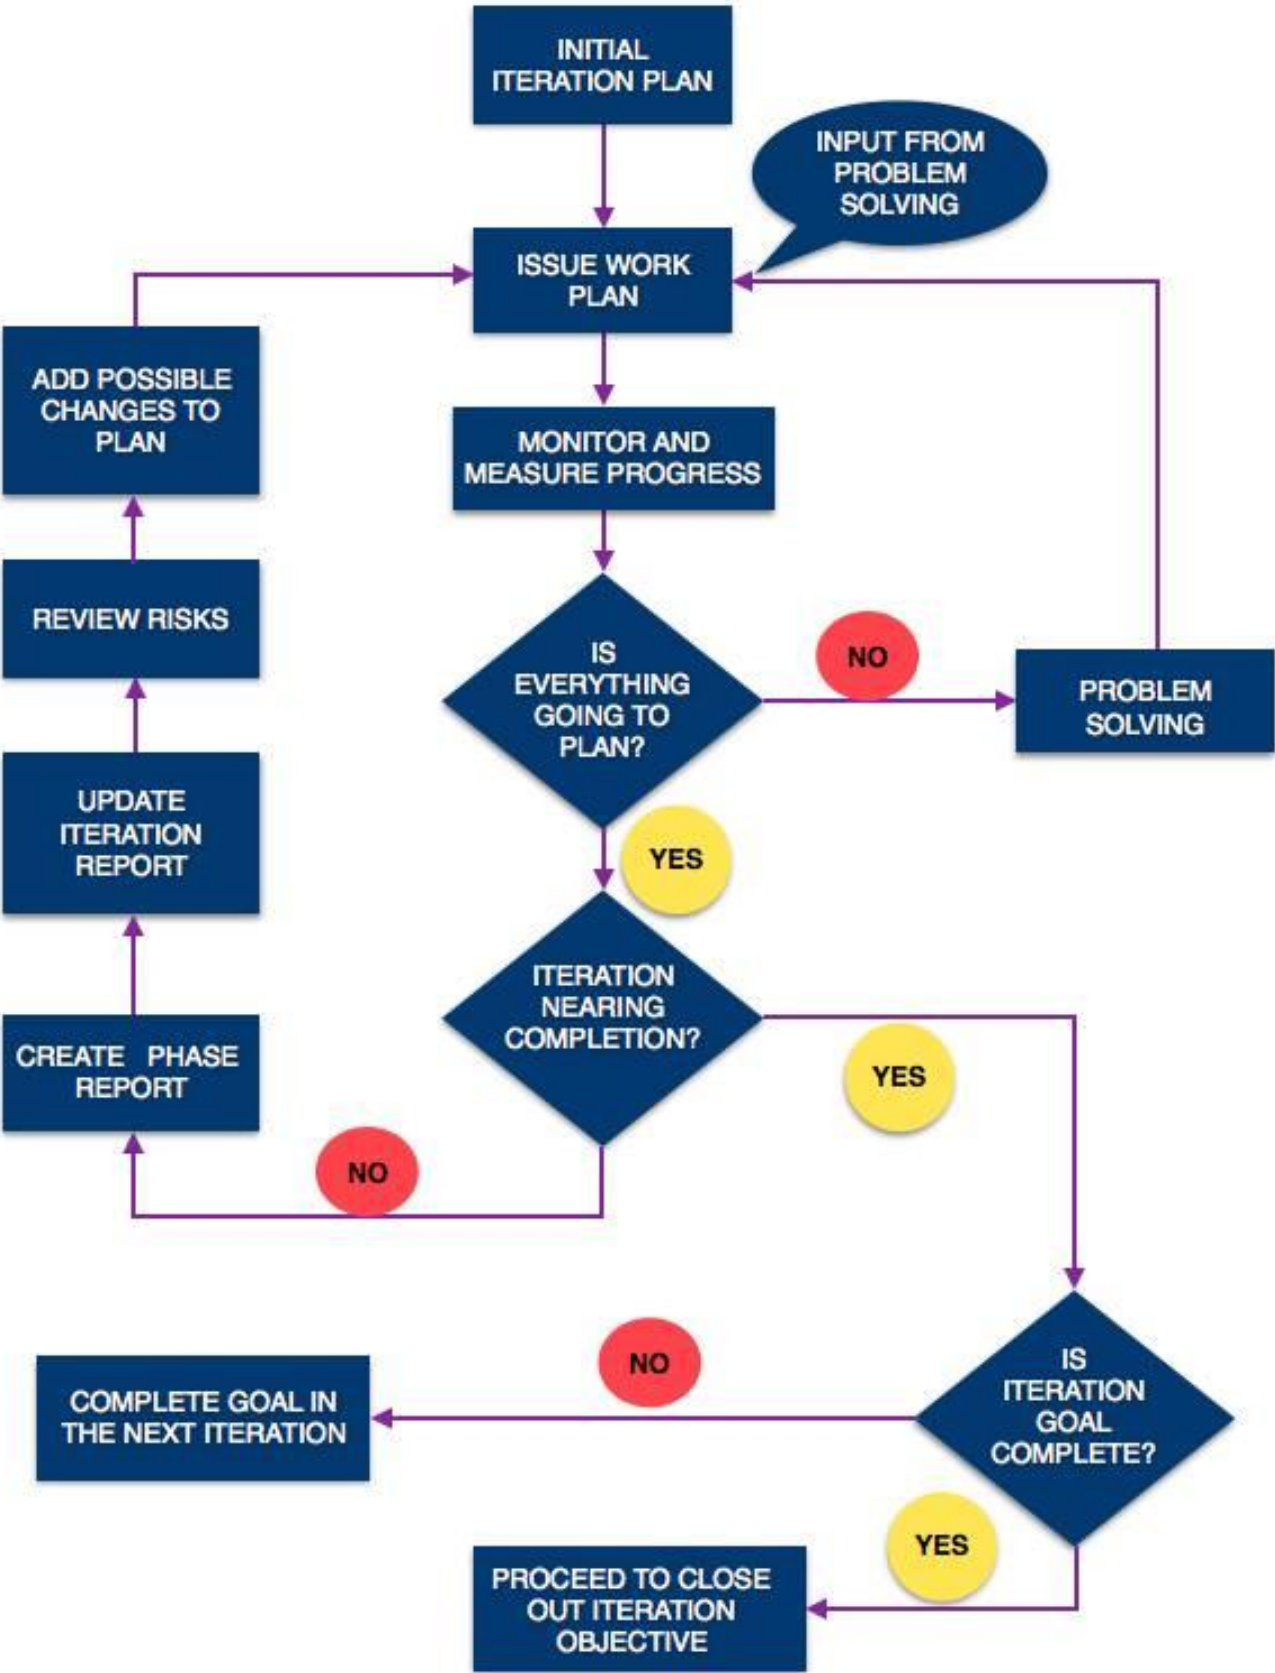 INITIAL
ITERATION PLAN
INPUT FROM
PROBLEM
SOLVING
ISSUE WORK
PLAN
ADD POSSIBLE
CHANGES TO
PLAN
MONITOR AND
MEASURE PROGRESS
REVIEW RISKS
IS
EVERYTHING
GOING TO
PLAN?
NO
PROBLEM
SOLVING
UPDATE
ITERATION
REPORT
YES
ITERATION
NEARING
COMPLETION?
YES
CREATE PHASE
REPORT
NO
IS
ITERATION
GOAL
COMPLETE?
NO
COMPLETE GOAL IN
THE NEXT ITERATION
YES
PROCEED TO CLOSE
OUT ITERATION
OBJECTIVE